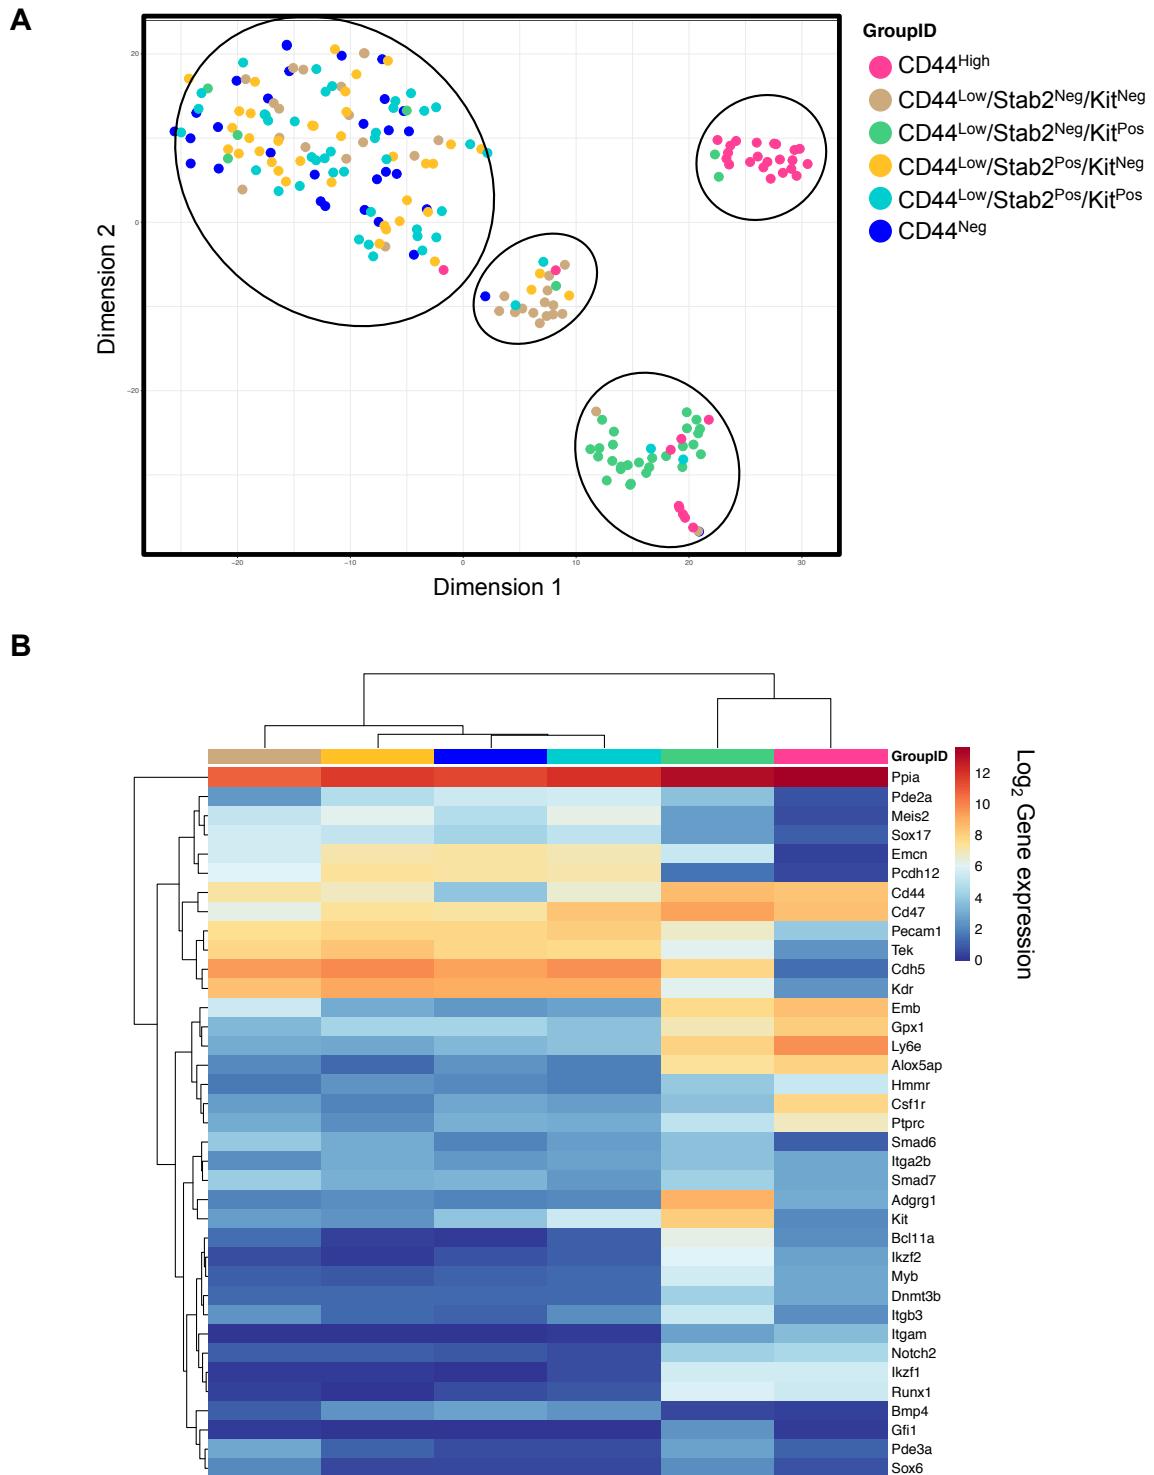 A
GroupID
CD44High
CD44Low/Stab2Neg/KitNeg
CD44Low/Stab2Neg/KitPos
CD44Low/Stab2Pos/KitNeg
CD44Low/Stab2Pos/KitPos
CD44Neg
20
0
−20
Dimension 2
−20
−10
0
10
20
30
Dimension 1
B
GroupID
Ppia
Pde2a
Meis2
Sox17
Emcn
Pcdh12
Cd44
Cd47
Pecam1
Tek
Cdh5
Kdr
Emb
Gpx1
Ly6e
Alox5ap
Hmmr
Csf1r
Ptprc
Smad6
Itga2b
Smad7
Adgrg1
Kit
Bcl11a
Ikzf2
Myb
Dnmt3b
Itgb3
Itgam
Notch2
Ikzf1
Runx1
Bmp4
Gfi1
Pde3a
Sox6
12
10
8
6
4
2
0
Log2 Gene expression